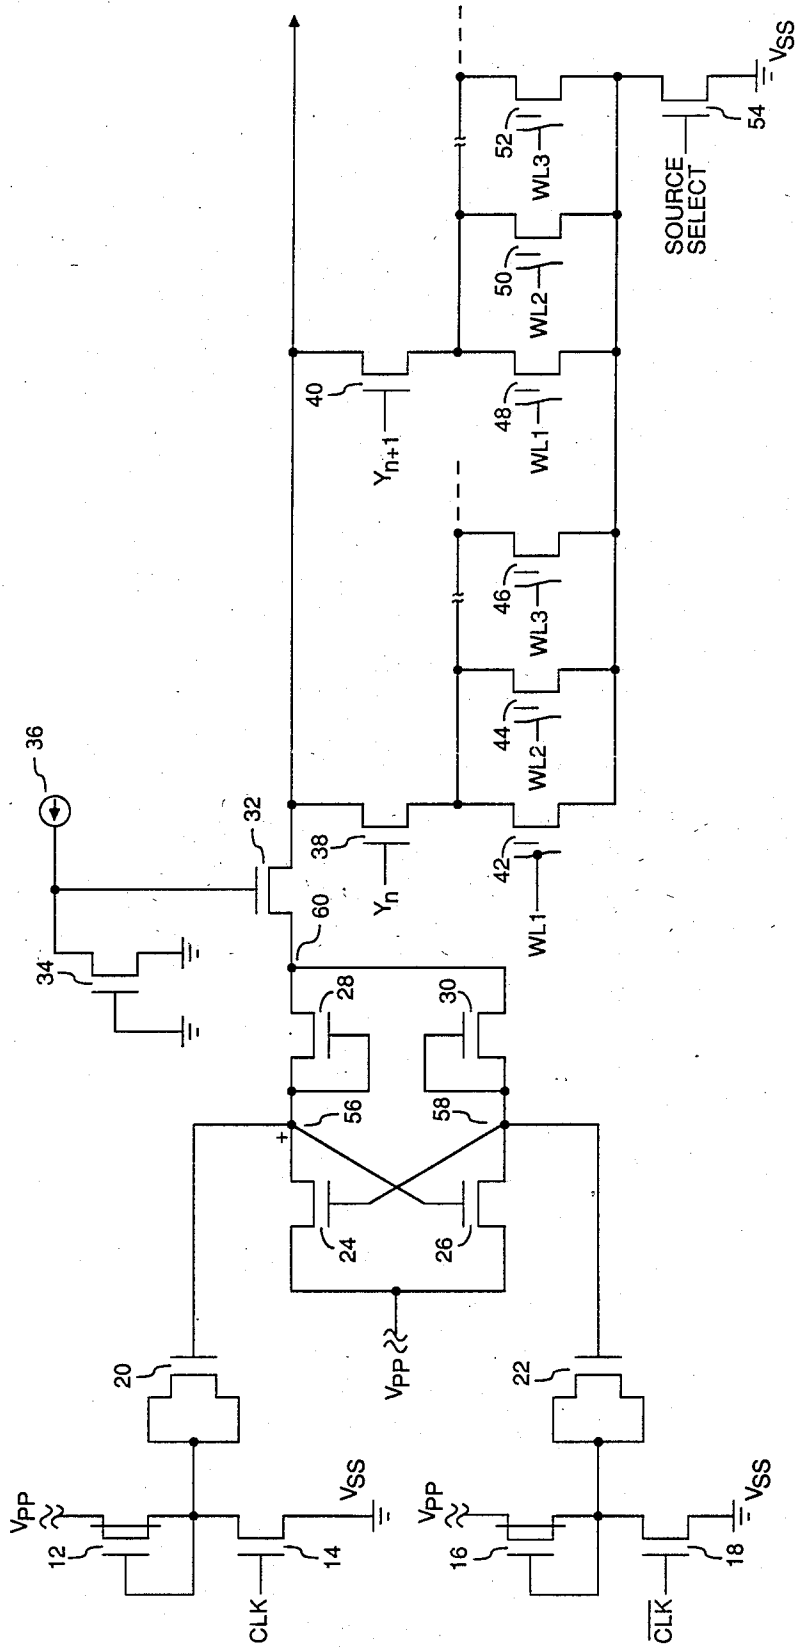 CLK
16
18
VPP
VSS
22
CLK
12
14
VPP
VSS
20
VPP
24
26
+
56
58
28
30
60
34
36
32
Yn
38
WL1
42
WL2
44
WL3
46
Yn+1
40
WL1
48
WL2
50
WL3
52
SOURCE
SELECT
54
VSS